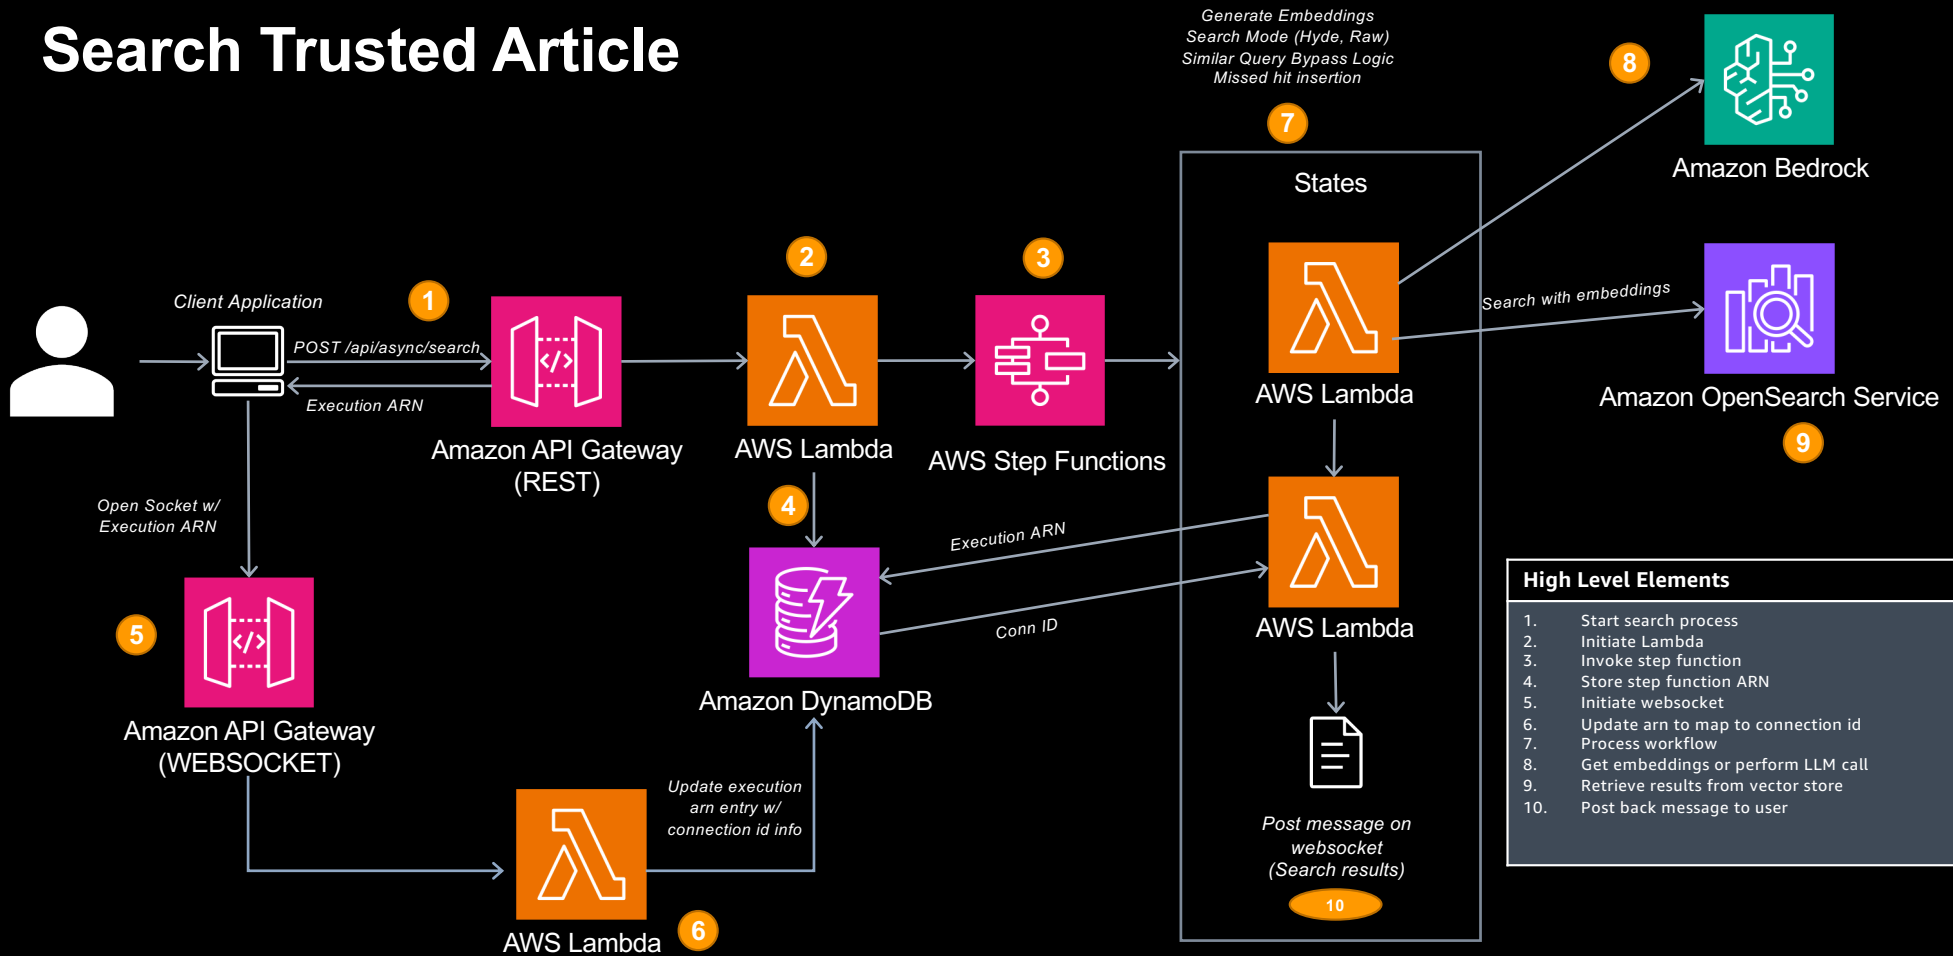 Search Trusted Article
Generate Embeddings
Search Mode (Hyde, Raw)
Similar Query Bypass Logic
Missed hit insertion
7
8
Amazon Bedrock
States
2
3
1
Client Application
POST /api/async/search
Execution ARN
Amazon API Gateway
(REST)
AWS Lambda
AWS Step Functions
AWS Lambda
Search with embeddings
Amazon OpenSearch Service
9
Open Socket w/
Execution ARN
4
Execution ARN
Conn ID
AWS Lambda
5
Amazon API Gateway
(WEBSOCKET)
Amazon DynamoDB
Update execution
arn entry w/
connection id info
AWS Lambda
6
Post message on
websocket
(Search results)
10
High Level Elements
1. Start search process
2. Initiate Lambda
3. Invoke step function
4. Store step function ARN
5. Initiate websocket
6. Update arn to map to connection id
7. Process workflow
8. Get embeddings or perform LLM call
9. Retrieve results from vector store
10. Post back message to user